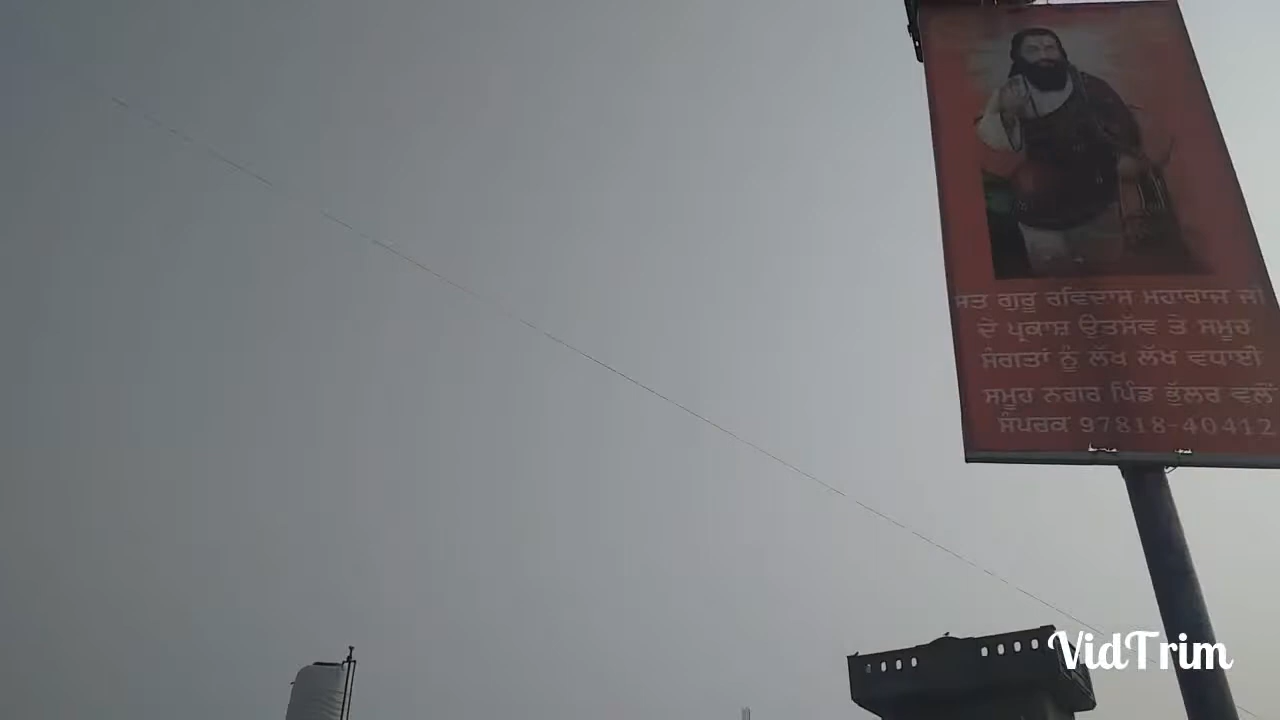 ਸਤ ਗੁਰੂ ਰਵਿਦਾਸ ਮਹਾਰਾਜ ਜੀ
ਦੇ ਪ੍ਰਕਾਸ਼ ਉਤਸੱਵ ਤੇ ਸਮੂਹ
ਸੰਗਤਾਂ ਨੂੰ ਲੱਖ ਲੱਖ ਵਧਾਈ
ਸਮੂਹ ਨਗਰ ਪਿੰਡ ਭੁੱਲਰ ਵਲੋਂ
ਸੰਪਰਕ 97818-40412
VidTrim